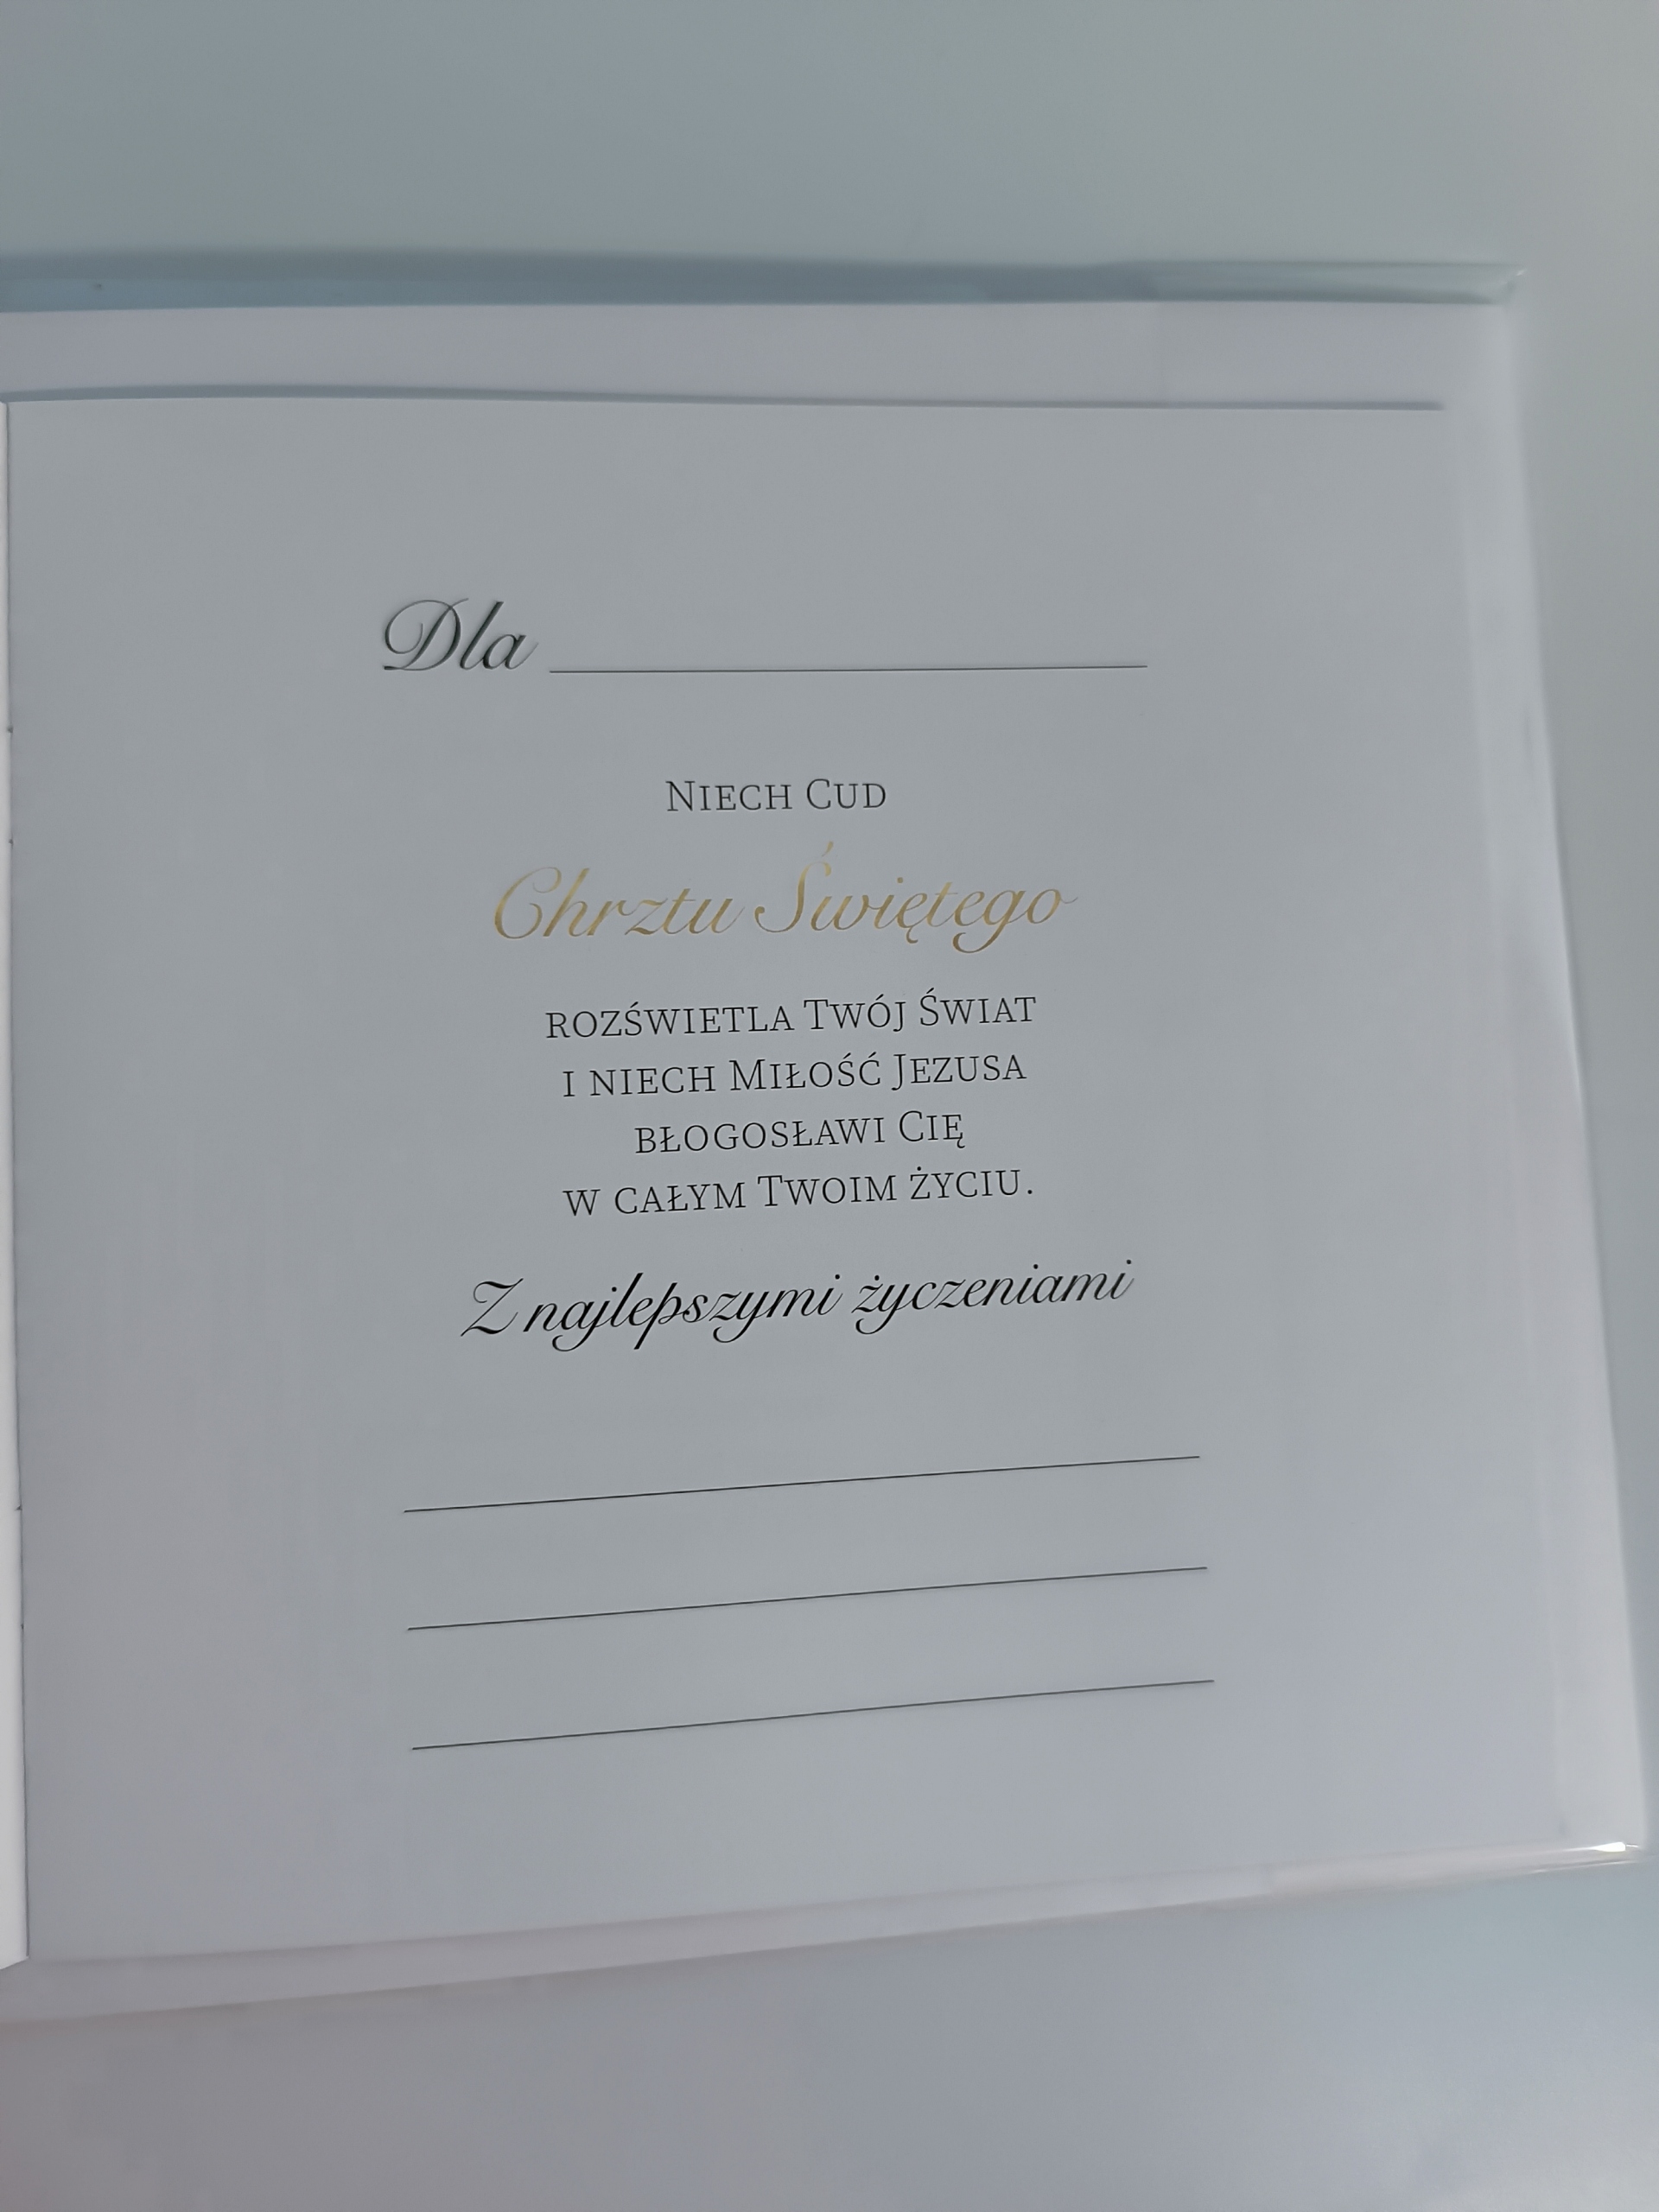 Dla
Niech Cud
Chrztu Świętego
rozświetla Twój Świat
i niech Miłość Jezusa
błogosławi Cię
w całym Twoim życiu.
Z najlepszymi życzeniami